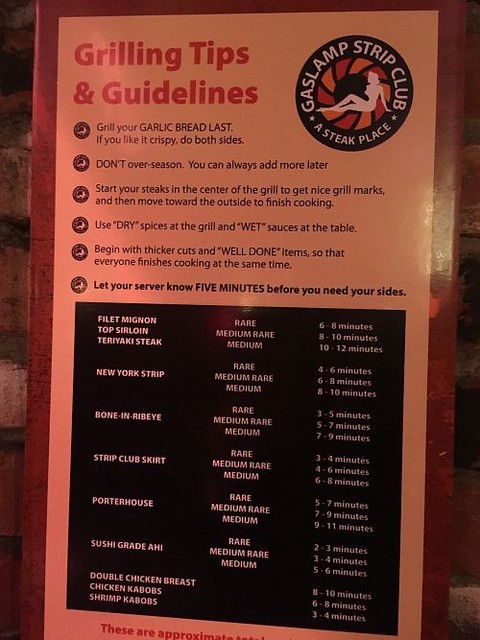 Grilling Tips
& Guidelines
GASLAMP STRIP CLUB
★ A STEAK PLACE ★
Grill your GARLIC BREAD LAST.
If you like it crispy, do both sides.
DON'T over-season. You can always add more later
Start your steaks in the center of the grill to get nice grill marks,
and then move toward the outside to finish cooking.
Use "DRY" spices at the grill and "WET" sauces at the table.
Begin with thicker cuts and "WELL DONE" items, so that
everyone finishes cooking at the same time.
Let your server know FIVE MINUTES before you need your sides.
FILET MIGNON RARE 6 - 8 minutes
TOP SIRLOIN MEDIUM RARE 8 - 10 minutes
TERIYAKI STEAK MEDIUM 10 - 12 minutes
NEW YORK STRIP RARE 4 - 6 minutes
MEDIUM RARE 6 - 8 minutes
MEDIUM 8 - 10 minutes
BONE-IN-RIBEYE RARE 3 - 5 minutes
MEDIUM RARE 5 - 7 minutes
MEDIUM 7 - 9 minutes
STRIP CLUB SKIRT RARE 3 - 4 minutes
MEDIUM RARE 4 - 6 minutes
MEDIUM 6 - 8 minutes
PORTERHOUSE RARE 5 - 7 minutes
MEDIUM RARE 7 - 9 minutes
MEDIUM 9 - 11 minutes
SUSHI GRADE AHI RARE 2 - 3 minutes
MEDIUM RARE 3 - 4 minutes
MEDIUM 5 - 6 minutes
DOUBLE CHICKEN BREAST 8 - 10 minutes
CHICKEN KABOBS 6 - 8 minutes
SHRIMP KABOBS 3 - 4 minutes
These are approximate